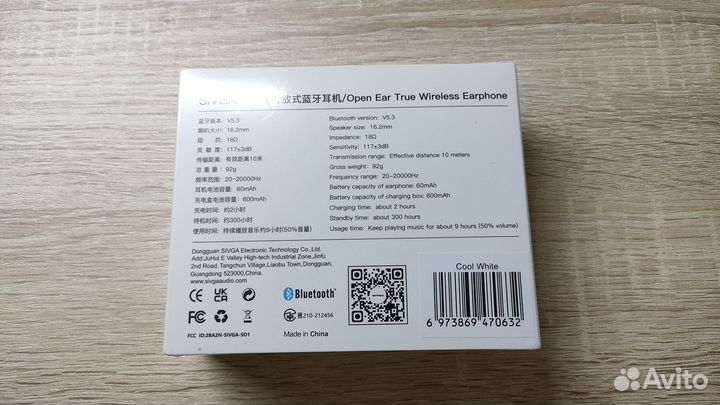 SIVGA 开放式蓝牙耳机/Open Ear True Wireless Earphone
蓝牙版本: V5.3
喇叭大小: 16.2mm
阻 抗: 18Ω
灵 敏 度: 117±3dB
传输距离: 有效距离10米
总 重 量: 92g
频率范围: 20-20000Hz
耳机电池容量: 60mAh
充电盒电池容量: 600mAh
充电时间: 约2小时
待机时间: 约300小时
使用时间: 持续播放音乐约9小时(50%音量)
Bluetooth version: V5.3
Speaker size: 16.2mm
Impedance: 18Ω
Sensitivity: 117±3dB
Transmission range: Effective distance 10 meters
Gross weight: 92g
Frequency range: 20-20000Hz
Battery capacity of earphone: 60mAh
Battery capacity of charging box: 600mAh
Charging time: about 2 hours
Standby time: about 300 hours
Usage time: Keep playing music for about 9 hours (50% volume)
Dongguan SIVGA Electronic Technology Co.,Ltd.
Add:JuHui E Valley High-tech Industrial Zone,Jinfu
2nd Road, Tangchun Village,Liaobu Town,Dongguan,
Guangdong 523000,China
www.sivgaaudio.com
CE UKCA
Bluetooth®
FC
210-212456
FCC ID:2BA2N-SIVGA-SO1
Made in China
Cool White
6 973869 470632
Avito